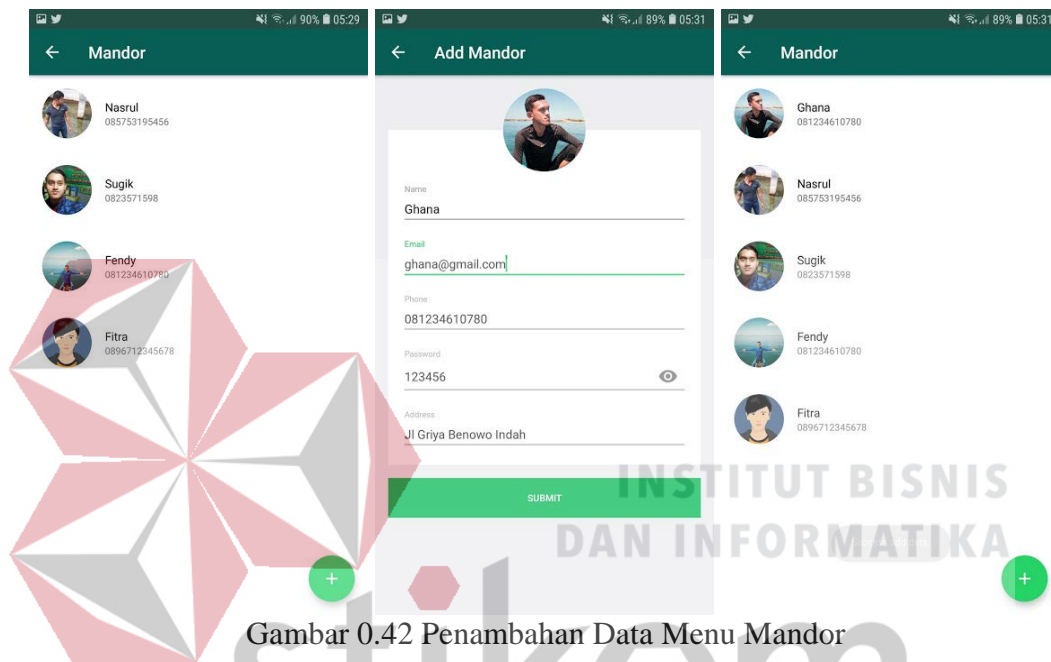 90% 05:29
Mandor
Nasrul
085753195456
Sugik
0823571598
Fendy
081234610780
Fitra
0896712345678
+
89% 05:31
Add Mandor
Name
Ghana
Email
ghana@gmail.com
Phone
081234610780
Password
123456
Address
Jl Griya Benowo Indah
SUBMIT
89% 05:31
Mandor
Ghana
081234610780
Nasrul
085753195456
Sugik
0823571598
Fendy
081234610780
Fitra
0896712345678
+
INSTITUT BISNIS
DAN INFORMATIKA
stikom
Gambar 0.42 Penambahan Data Menu Mandor